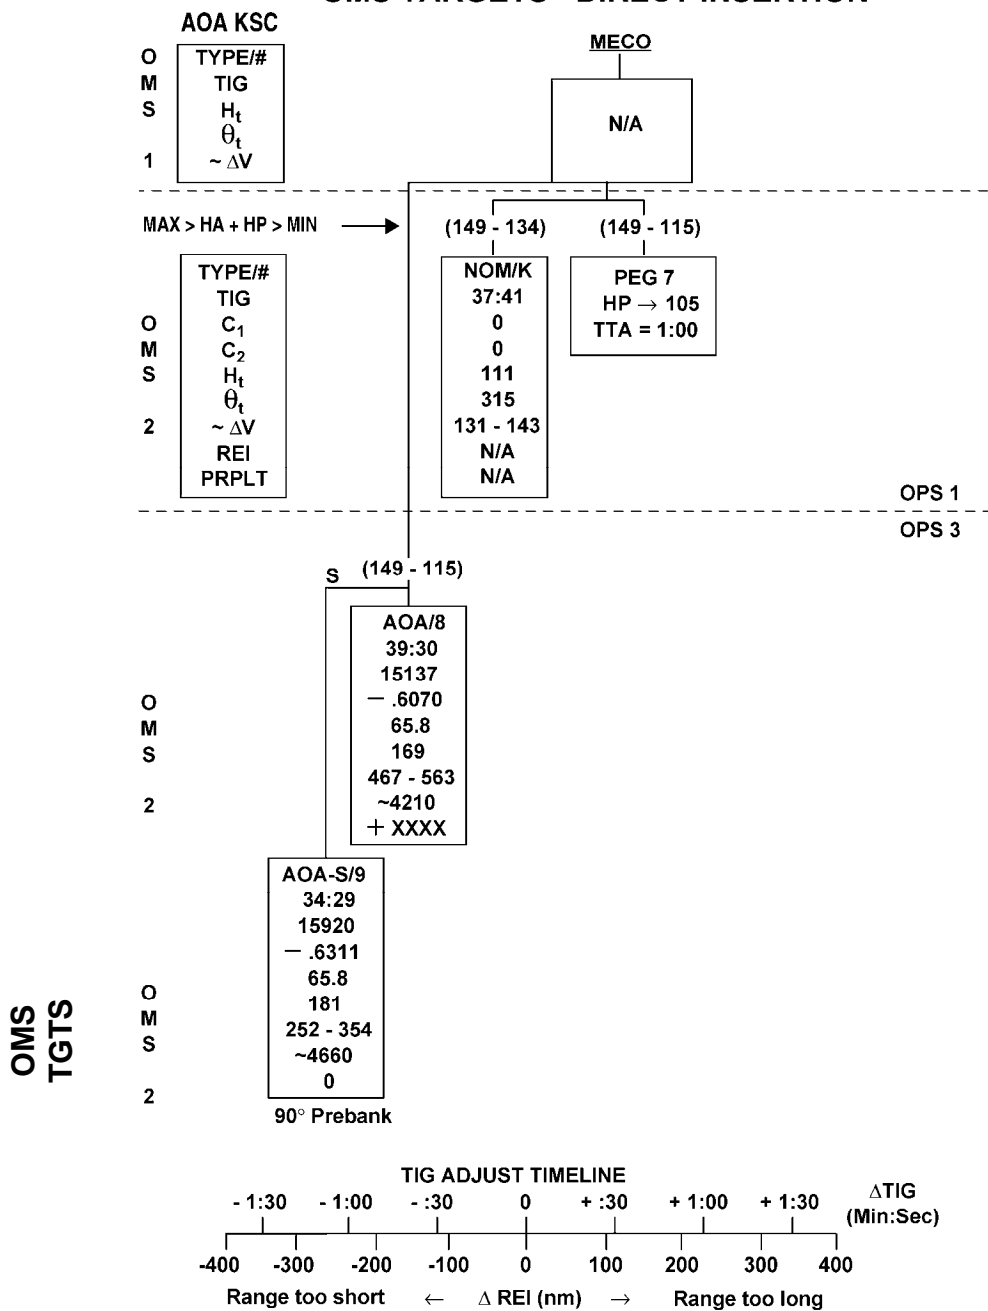 OMS TARGETS - DIRECT INSERTION
AOA KSC
O
M
S
1
TYPE/#
TIG
Ht
θt
~ ΔV
MECO
N/A
MAX > HA + HP > MIN
(149 - 134)
(149 - 115)
O
M
S
2
TYPE/#
TIG
C1
C2
Ht
θt
~ ΔV
REI
PRPLT
NOM/K
37:41
0
0
111
315
131 - 143
N/A
N/A
PEG 7
HP → 105
TTA = 1:00
OPS 1
OPS 3
S
(149 - 115)
O
M
S
2
AOA/8
39:30
15137
− .6070
65.8
169
467 - 563
~4210
+ XXXX
O
M
S
2
AOA-S/9
34:29
15920
− .6311
65.8
181
252 - 354
~4660
0
90° Prebank
OMS
TGTS
TIG ADJUST TIMELINE
- 1:30 - 1:00 - :30 0 + :30 + 1:00 + 1:30
ΔTIG
(Min:Sec)
-400 -300 -200 -100 0 100 200 300 400
Range too short ← Δ REI (nm) → Range too long